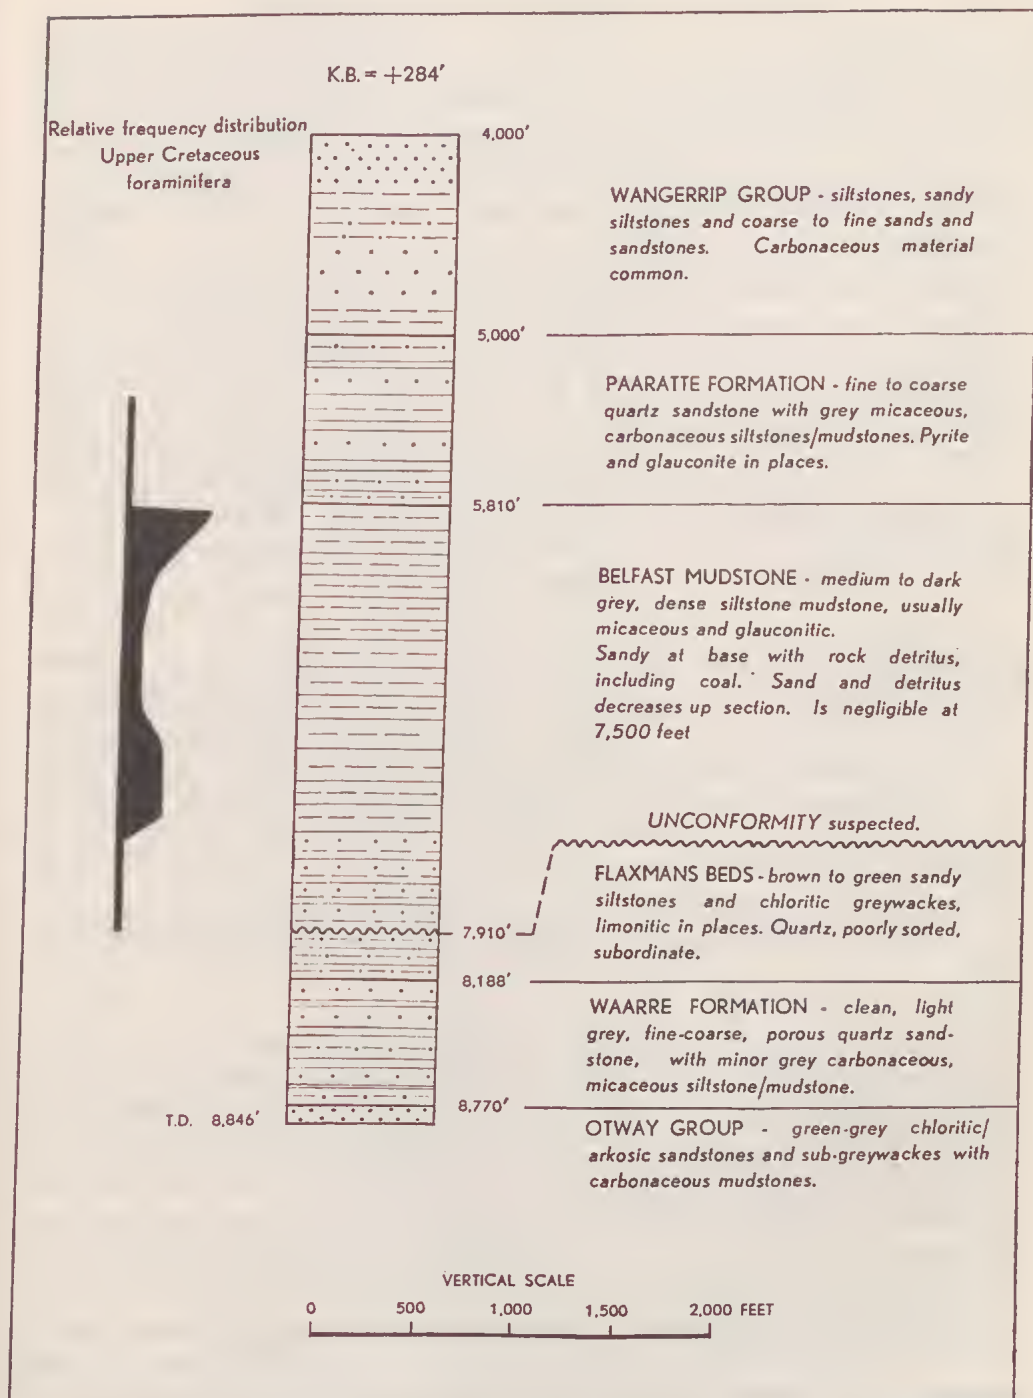 K.B. = +284′
Relative frequency distribution
Upper Cretaceous
foraminifera
4,000′
WANGERRIP GROUP - siltstones, sandy
siltstones and coarse to fine sands and
sandstones. Carbonaceous material
common.
5,000′
PAARATTE FORMATION - fine to coarse
quartz sandstone with grey micaceous,
carbonaceous siltstones/mudstones. Pyrite
and glauconite in places.
5,810′
BELFAST MUDSTONE - medium to dark
grey, dense siltstone mudstone, usually
micaceous and glauconitic.
Sandy at base with rock detritus,
including coal. Sand and detritus
decreases up section. Is negligible at
7,500 feet
UNCONFORMITY suspected.
FLAXMANS BEDS - brown to green sandy
siltstones and chloritic greywackes,
limonitic in places. Quartz, poorly sorted,
subordinate.
7,910′
8,188′
WAARRE FORMATION - clean, light
grey, fine-coarse, porous quartz sand-
stone, with minor grey carbonaceous,
micaceous siltstone/mudstone.
8,770′
T.D. 8,846′
OTWAY GROUP - green-grey chloritic/
arkosic sandstones and sub-greywackes with
carbonaceous mudstones.
VERTICAL SCALE
0 500 1,000 1,500 2,000 FEET